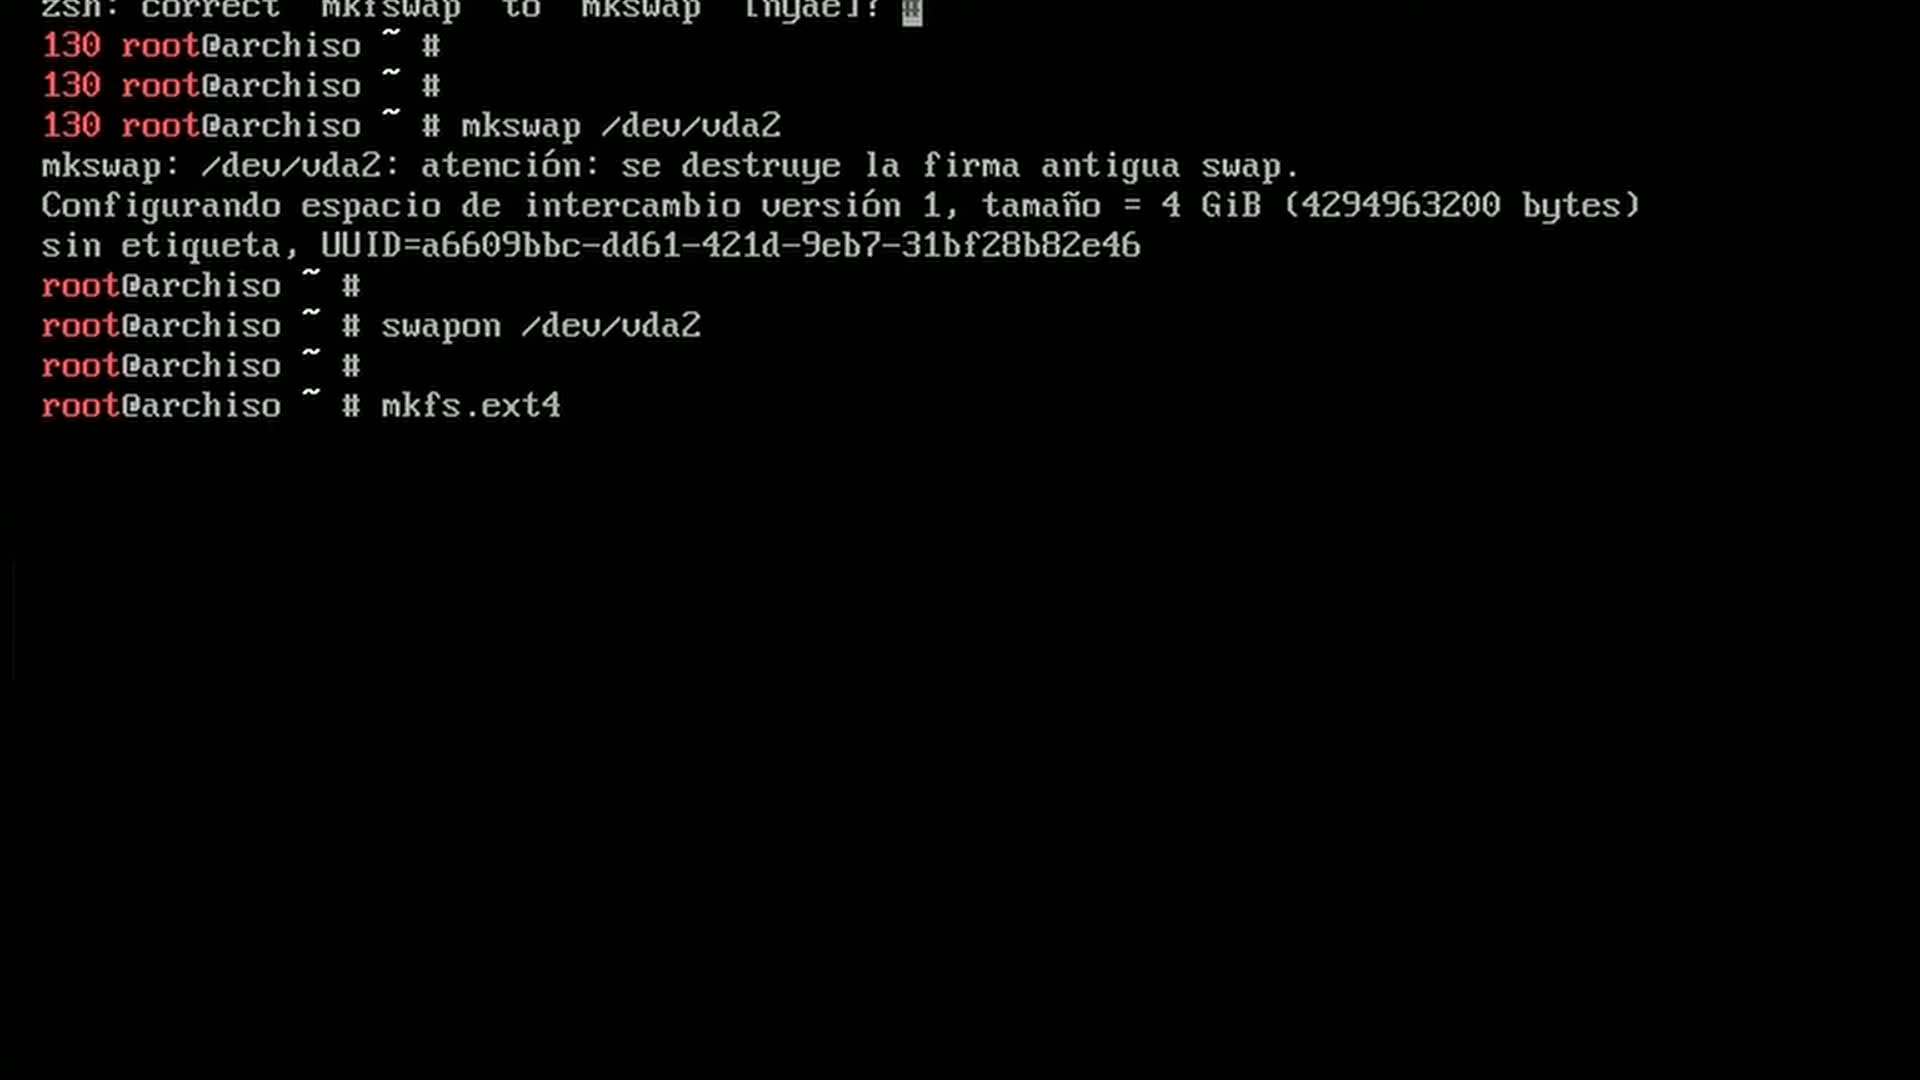 zsh: correct 'mkfswap' to 'mkswap' [nyae]?
130 root@archiso ~ #
130 root@archiso ~ #
130 root@archiso ~ # mkswap /dev/vda2
mkswap: /dev/vda2: atención: se destruye la firma antigua swap.
Configurando espacio de intercambio versión 1, tamaño = 4 GiB (4294963200 bytes)
sin etiqueta, UUID=a6609bbc-dd61-421d-9eb7-31bf28b82e46
root@archiso ~ #
root@archiso ~ # swapon /dev/vda2
root@archiso ~ #
root@archiso ~ # mkfs.ext4